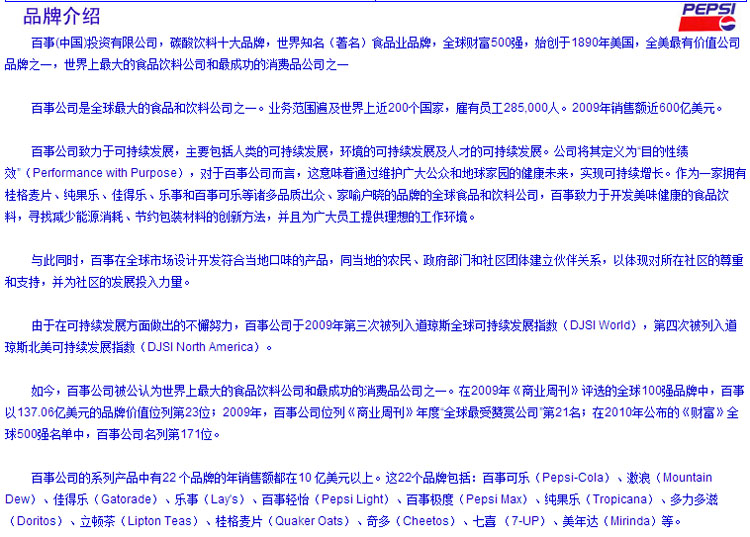 品牌介绍
PEPSI
百事(中国)投资有限公司，碳酸饮料十大品牌，世界知名（著名）食品业品牌，全球财富500强，始创于1890年美国，全美最有价值公司
品牌之一，世界上最大的食品饮料公司和最成功的消费品公司之一
百事公司是全球最大的食品和饮料公司之一。业务范围遍及世界上近200个国家，雇有员工285,000人。2009年销售额近600亿美元。
百事公司致力于可持续发展，主要包括人类的可持续发展，环境的可持续发展及人才的可持续发展。公司将其定义为“目的性绩
效”（Performance with Purpose），对于百事公司而言，这意味着通过维护广大公众和地球家园的健康未来，实现可持续增长。作为一家拥有
桂格麦片、纯果乐、佳得乐、乐事和百事可乐等诸多品质出众、家喻户晓的品牌的全球食品和饮料公司，百事致力于开发美味健康的食品饮
料，寻找减少能源消耗、节约包装材料的创新方法，并且为广大员工提供理想的工作环境。
与此同时，百事在全球市场设计开发符合当地口味的产品，同当地的农民、政府部门和社区团体建立伙伴关系，以体现对所在社区的尊重
和支持，并为社区的发展投入力量。
由于在可持续发展方面做出的不懈努力，百事公司于2009年第三次被列入道琼斯全球可持续发展指数（DJSI World），第四次被列入道
琼斯北美可持续发展指数（DJSI North America）。
如今，百事公司被公认为世界上最大的食品饮料公司和最成功的消费品公司之一。在2009年《商业周刊》评选的全球100强品牌中，百事
以137.06亿美元的品牌价值位列第23位；2009年，百事公司位列《商业周刊》年度“全球最受赞赏公司”第21名；在2010年公布的《财富》全
球500强名单中，百事公司名列第171位。
百事公司的系列产品中有22 个品牌的年销售额都在10 亿美元以上。这22个品牌包括：百事可乐（Pepsi-Cola）、激浪（Mountain
Dew）、佳得乐（Gatorade）、乐事（Lay's）、百事轻怡（Pepsi Light）、百事极度（Pepsi Max）、纯果乐（Tropicana）、多力多滋
（Doritos）、立顿茶（Lipton Teas）、桂格麦片（Quaker Oats）、奇多（Cheetos）、七喜 （7-UP）、美年达（Mirinda）等。